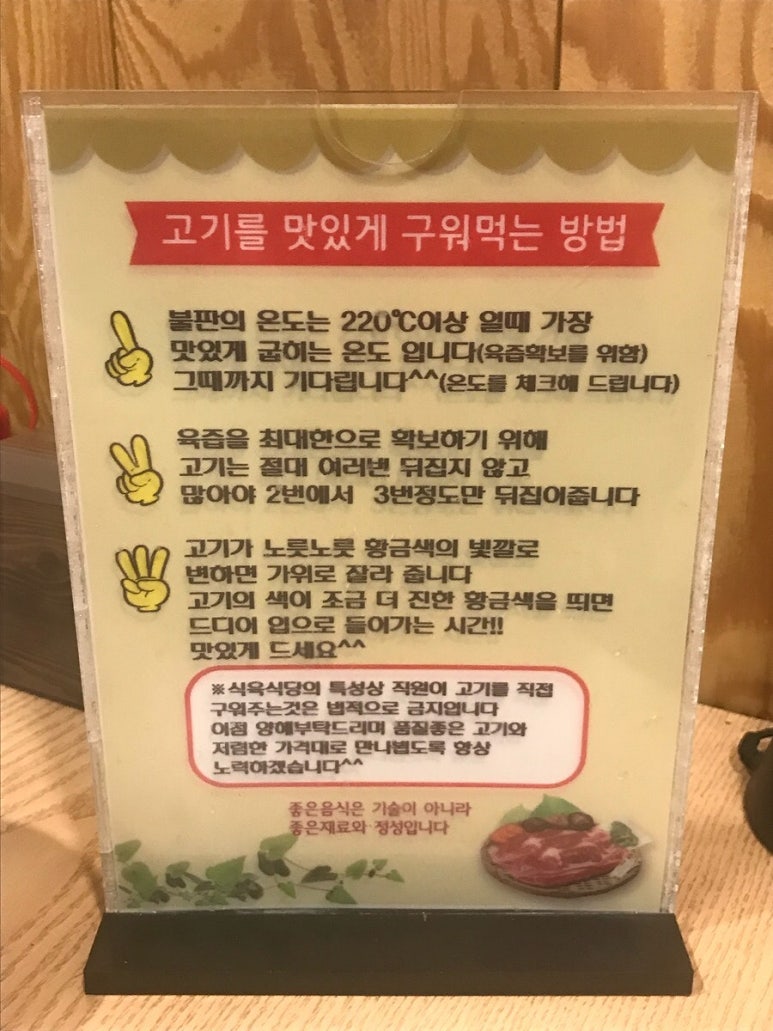 고기를 맛있게 구워먹는 방법
불판의 온도는 220℃이상 일때 가장
맛있게 굽히는 온도 입니다(육즙확보를 위함)
그때까지 기다립니다^^(온도를 체크해 드립니다)
육즙을 최대한으로 확보하기 위해
고기는 절대 여러번 뒤집지 않고
많아야 2번에서 3번정도만 뒤집어줍니다
고기가 노릇노릇 황금색의 빛깔로
변하면 가위로 잘라 줍니다
고기의 색이 조금 더 진한 황금색을 띄면
드디어 입으로 들어가는 시간!!
맛있게 드세요^^
※식육식당의 특성상 직원이 고기를 직접
구워주는것은 법적으로 금지입니다
이점 양해부탁드리며 품질좋은 고기와
저렴한 가격대로 만나뵙도록 항상
노력하겠습니다^^
좋은음식은 기술이 아니라
좋은재료와 정성입니다